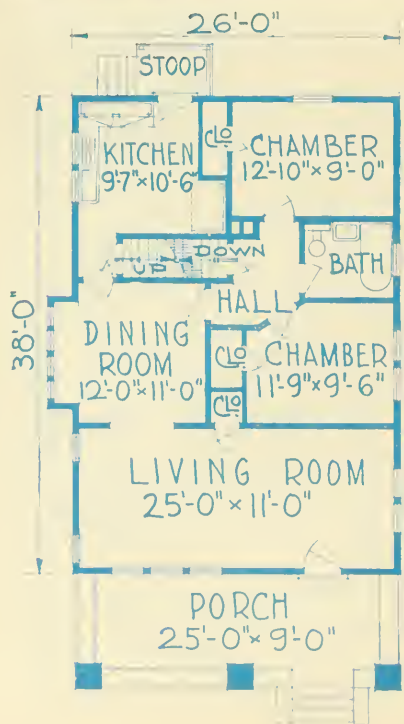 26'-0"
STOOP
38'-0"
KITCHEN
9'7"×10'-6"
CLO
CHAMBER
12'-10"×9'-0"
DOWN
UP
BATH
HALL
DINING
ROOM
12'-0"×11'-0"
CLO
CHAMBER
11'-9"×9'-6"
CLO
LIVING ROOM
25'-0"×11'-0"
PORCH
25'-0"×9'-0"